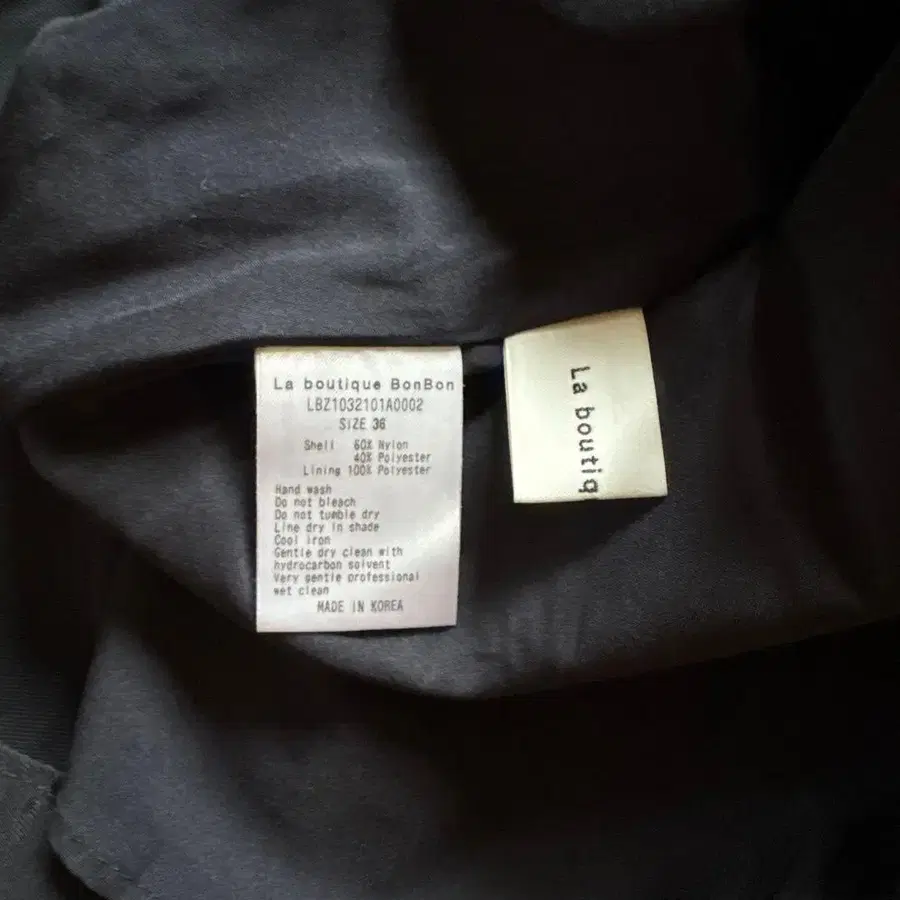 La boutique BonBon
LBZ1032101A0002
SIZE 36
Shell 60% Nylon
40% Polyester
Lining 100% Polyester
Hand wash
Do not bleach
Do not tumble dry
Line dry in shade
Cool iron
Gentle dry clean with
hydrocarbon solvent
Very gentle professional
wet clean
MADE IN KOREA
La boutiq